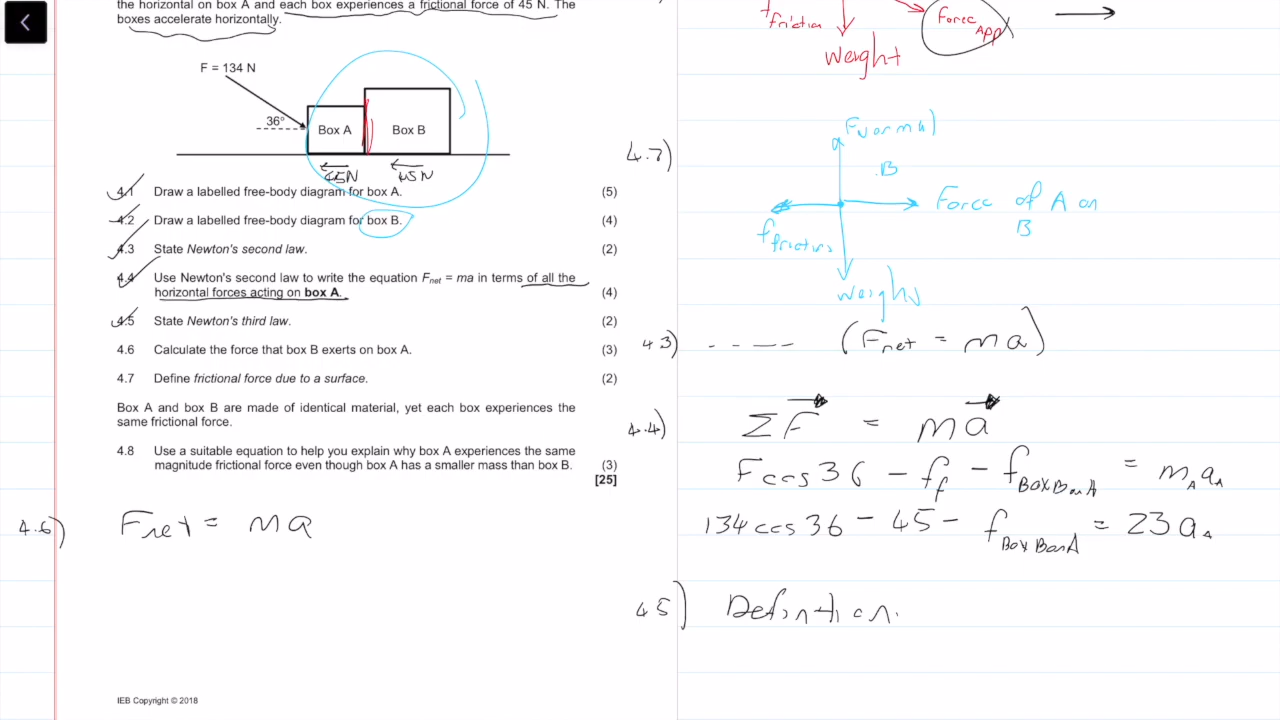 the horizontal on box A and each box experiences a frictional force of 45 N. The
boxes accelerate horizontally.
F = 134 N
36°
Box A
Box B
45N
45N
4.1 Draw a labelled free-body diagram for box A. (5)
4.2 Draw a labelled free-body diagram for box B. (4)
4.3 State Newton's second law. (2)
4.4 Use Newton's second law to write the equation Fnet = ma in terms of all the
horizontal forces acting on box A. (4)
4.5 State Newton's third law. (2)
4.6 Calculate the force that box B exerts on box A. (3)
4.7 Define frictional force due to a surface. (2)
Box A and box B are made of identical material, yet each box experiences the
same frictional force.
4.8 Use a suitable equation to help you explain why box A experiences the same
magnitude frictional force even though box A has a smaller mass than box B. (3)
[25]
4.6) Fnet = ma
IEB Copyright © 2018
friction
Force App
Weight
FNormal
B
Force of A on
B
ffriction
Weight
4.3) ----- (Fnet = ma)
4.4) ΣF = ma
Fcos36 - ff - fBoxBonA = mAaA
134cos36 - 45 - fBoxBonA = 23aA
4.5) Definition.